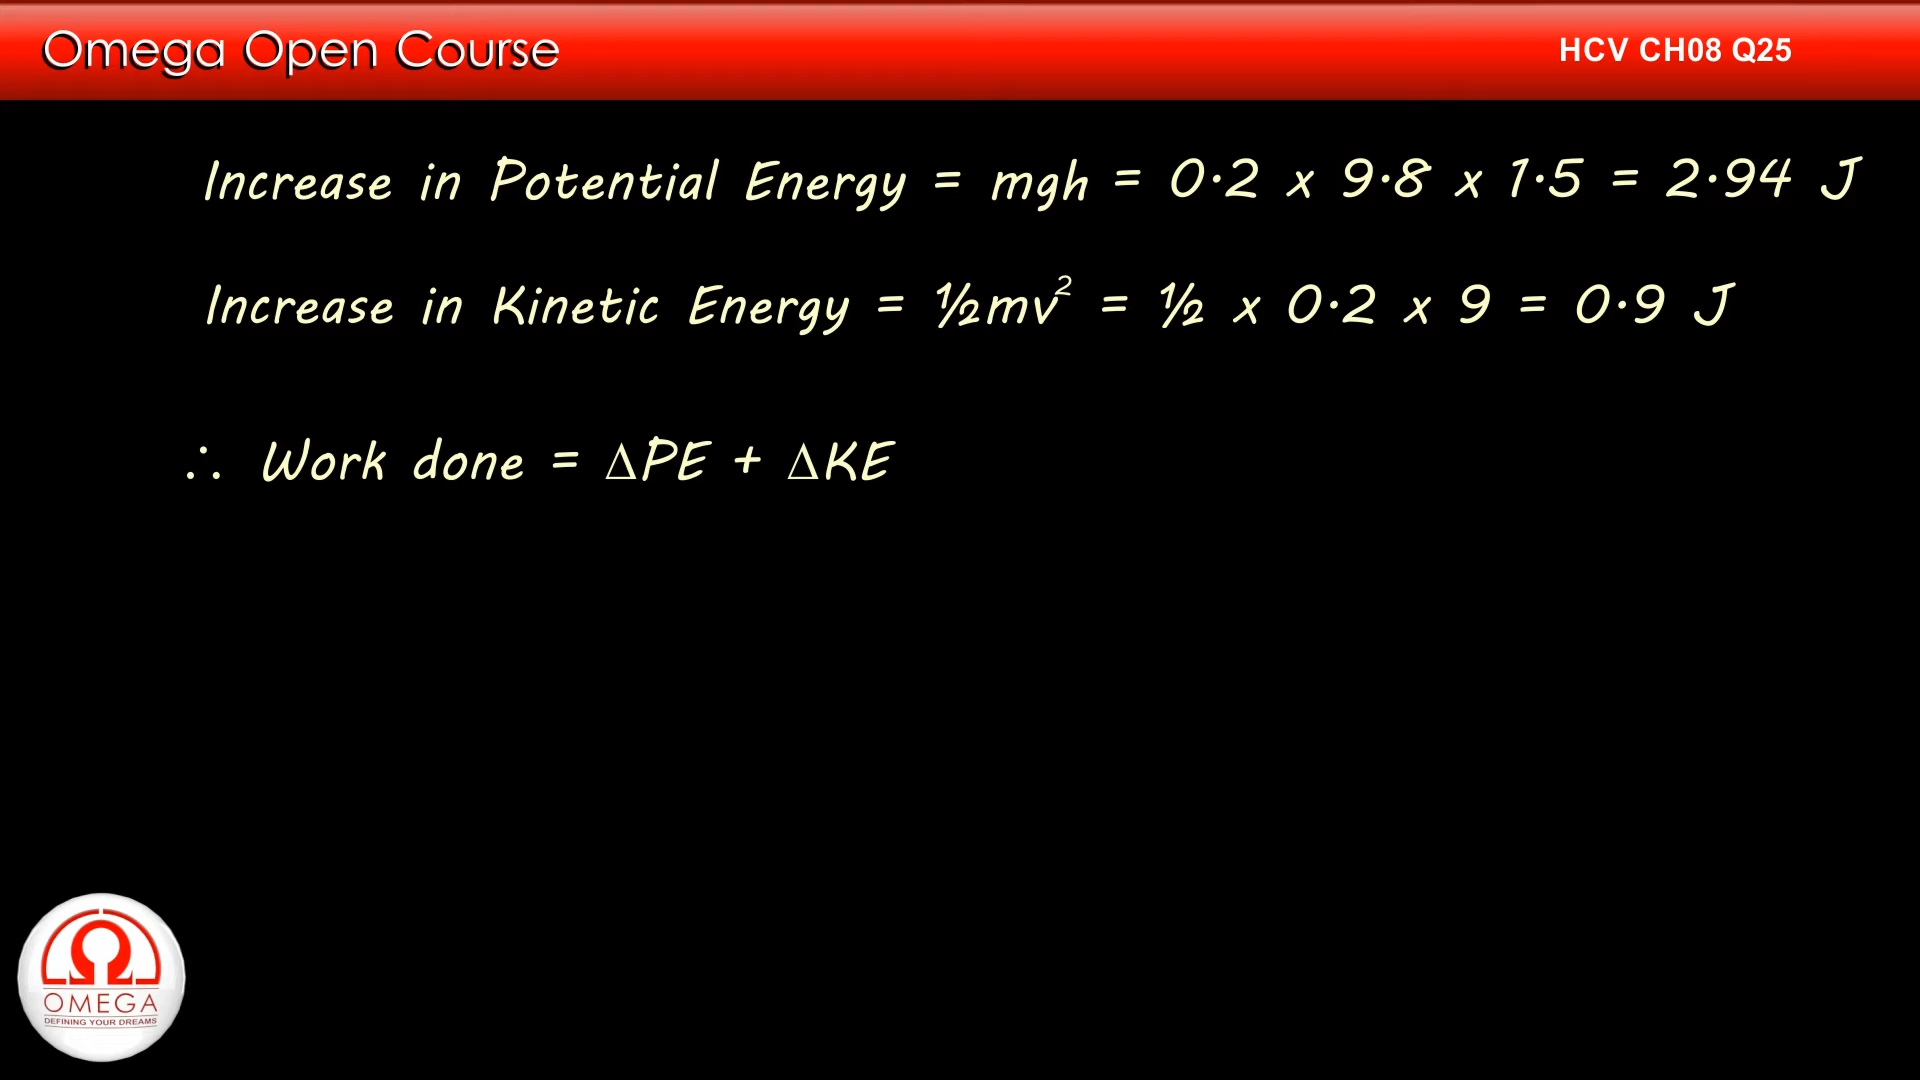 Omega Open Course
HCV CH08 Q25
Increase in Potential Energy = mgh = 0·2 x 9·8 x 1·5 = 2·94 J
Increase in Kinetic Energy = ½mv² = ½ x 0·2 x 9 = 0·9 J
∴ Work done = ΔPE + ΔKE
Ω
OMEGA
DEFINING YOUR DREAMS